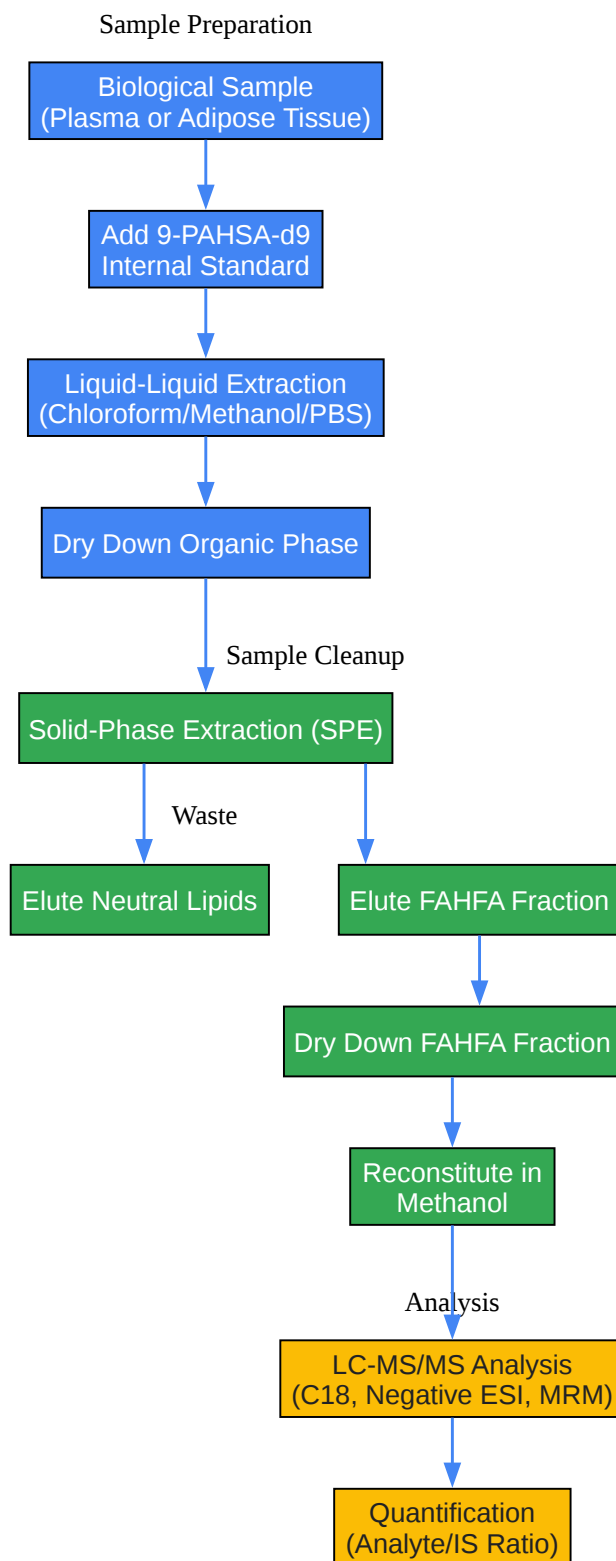 Sample Preparation
Biological Sample
(Plasma or Adipose Tissue)
Add 9-PAHSA-d9
Internal Standard
Liquid-Liquid Extraction
(Chloroform/Methanol/PBS)
Dry Down Organic Phase
Sample Cleanup
Solid-Phase Extraction (SPE)
Waste
Elute Neutral Lipids
Elute FAHFA Fraction
Dry Down FAHFA Fraction
Reconstitute in
Methanol
Analysis
LC-MS/MS Analysis
(C18, Negative ESI, MRM)
Quantification
(Analyte/IS Ratio)